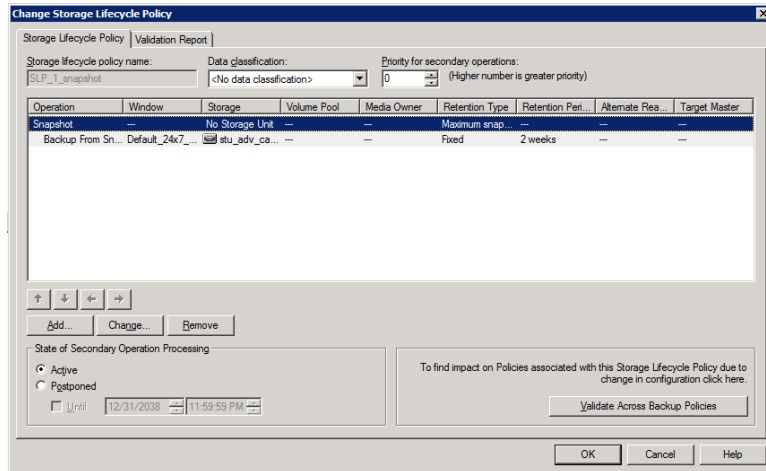 Change Storage Lifecycle Policy
Storage Lifecycle Policy Validation Report
Storage lifecycle policy name: Data classification: Priority for secondary operations:
SLP_1_snapshot <No data classification> 0 (Higher number is greater priority)
Operation Window Storage Volume Pool Media Owner Retention Type Retention Peri... Alternate Rea... Target Master
Snapshot --- No Storage Unit --- --- Maximum snap... --- --- ---
Backup From Sn... Default_24x7_... stu_adv_ca... --- --- Fixed 2 weeks --- ---
Add... Change... Remove
State of Secondary Operation Processing
Active
Postponed
Until 12/31/2038 11:59:59 PM
To find impact on Policies associated with this Storage Lifecycle Policy due to
change in configuration click here.
Validate Across Backup Policies
OK Cancel Help